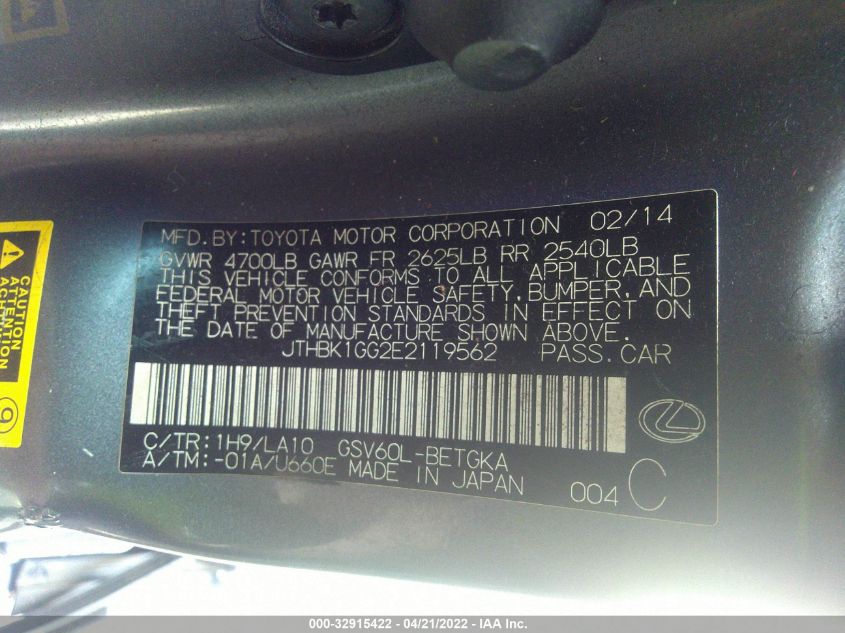 MFD. BY: TOYOTA MOTOR CORPORATION 02/14
GVWR 4700LB GAWR FR 2625LB RR 2540LB
THIS VEHICLE CONFORMS TO ALL APPLICABLE
FEDERAL MOTOR VEHICLE SAFETY, BUMPER, AND
THEFT PREVENTION STANDARDS IN EFFECT ON
THE DATE OF MANUFACTURE SHOWN ABOVE.
JTHBK1GG2E2119562 PASS. CAR
C/TR: 1H9/LA10 GSV60L-BETGKA
A/TM: -01A/U660E MADE IN JAPAN
004 C
CAUTION
ATTENTION
9
000-32915422 - 04/21/2022 - IAA Inc.